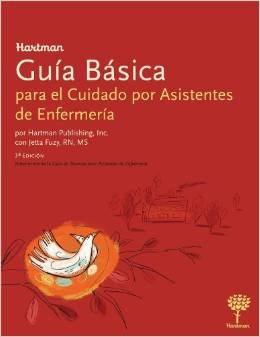 Hartman
Guía Básica
para el Cuidado por Asistentes
de Enfermería
por Hartman Publishing, Inc.
con Jetta Fuzy, RN, MS
3ª EDICIÓN
Hartman